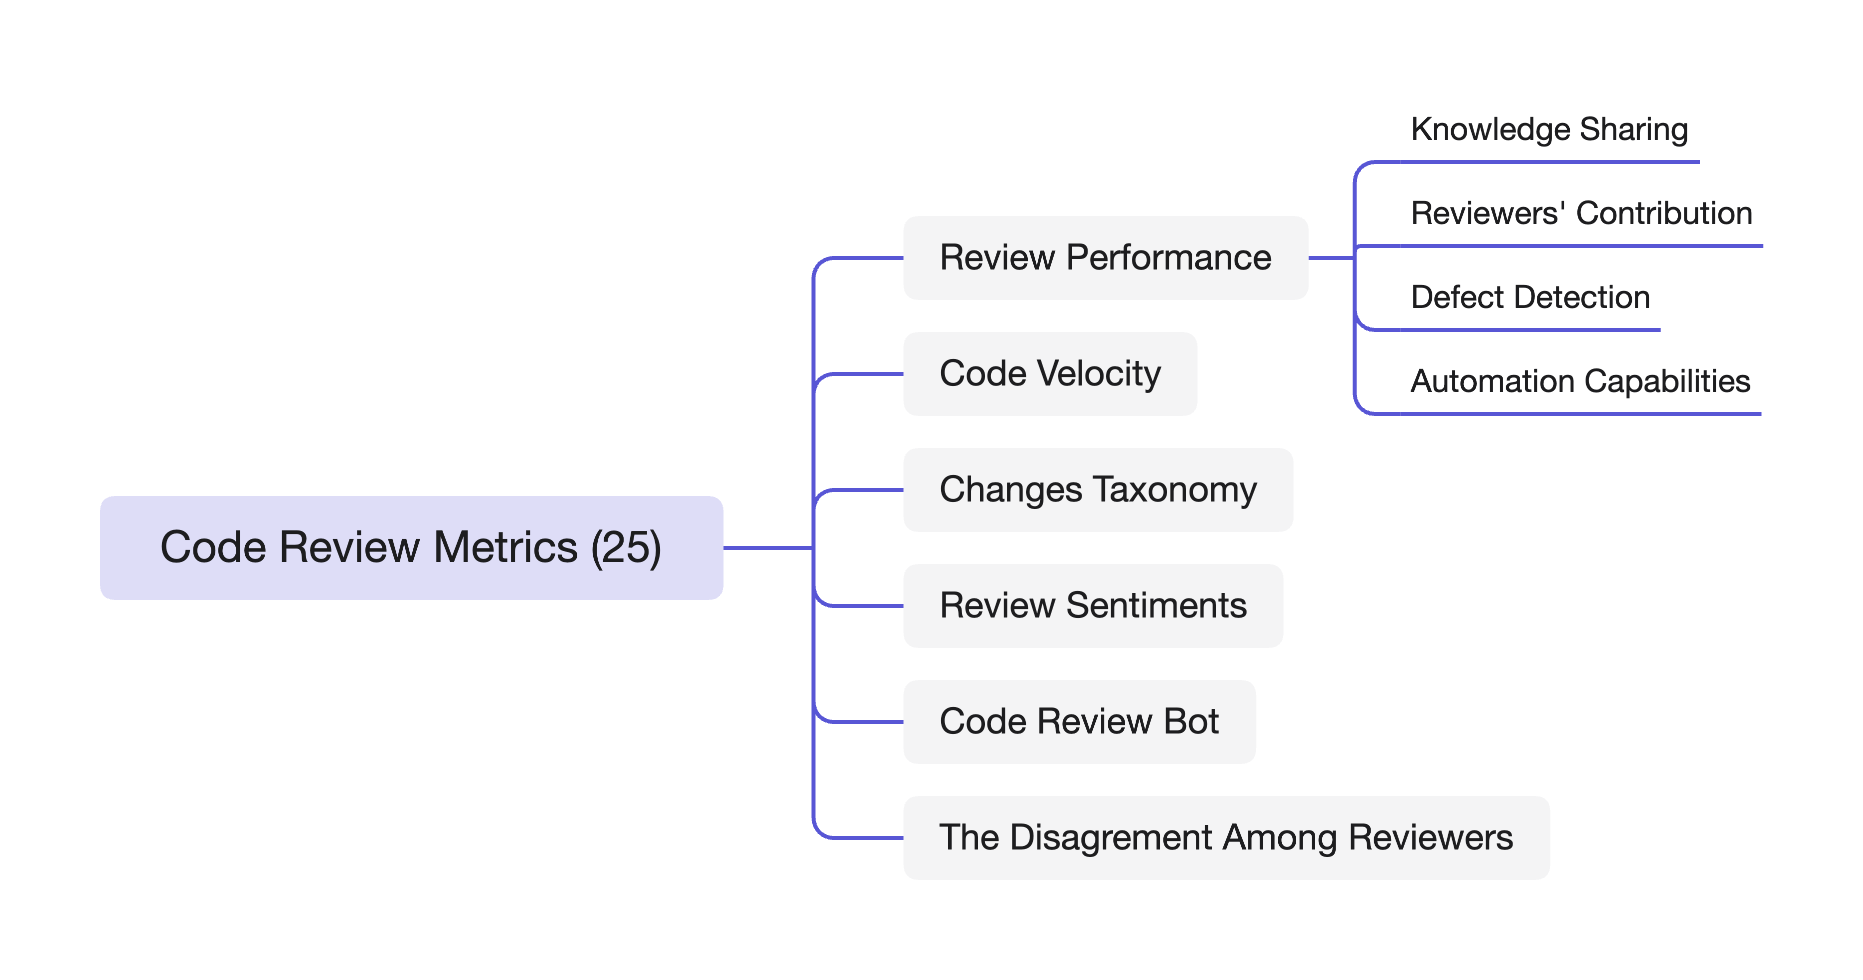 Code Review Metrics (25)
Review Performance
Knowledge Sharing
Reviewers' Contribution
Defect Detection
Automation Capabilities
Code Velocity
Changes Taxonomy
Review Sentiments
Code Review Bot
The Disagrement Among Reviewers